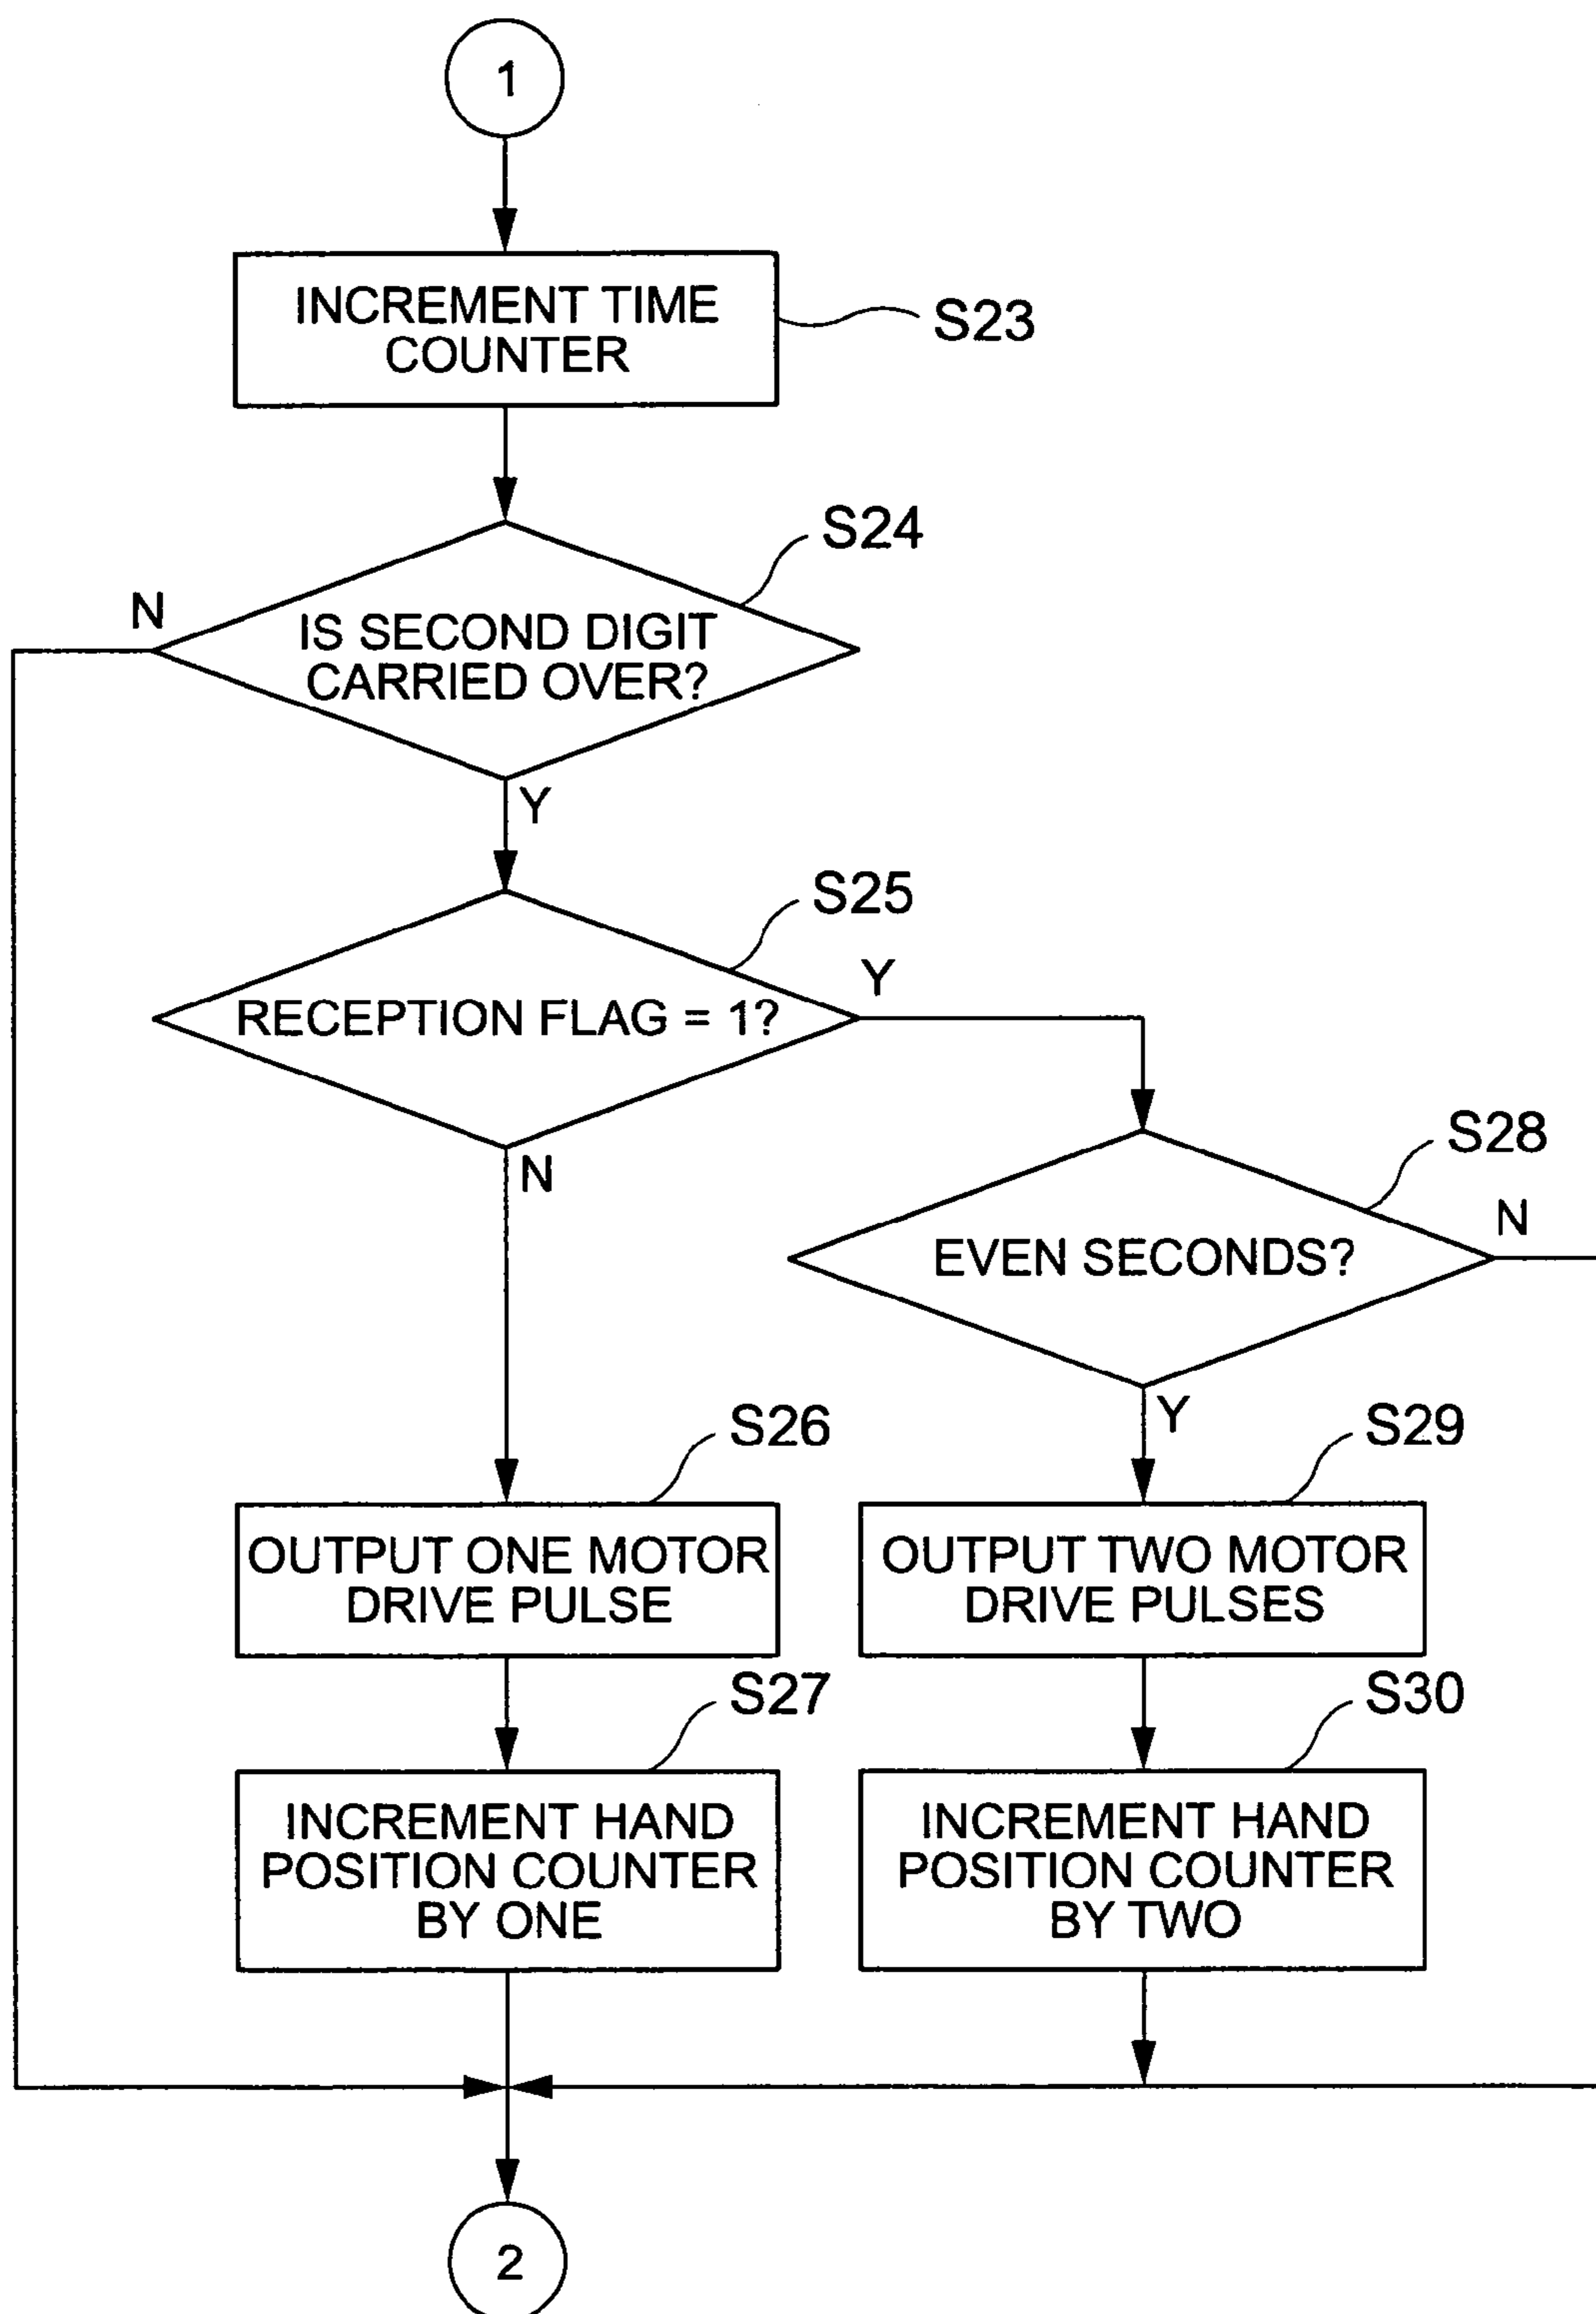 1
INCREMENT TIME
COUNTER
S23
S24
N
IS SECOND DIGIT
CARRIED OVER?
Y
S25
Y
RECEPTION FLAG = 1?
N
S28
N
EVEN SECONDS?
Y
S26
OUTPUT ONE MOTOR
DRIVE PULSE
S29
OUTPUT TWO MOTOR
DRIVE PULSES
S27
INCREMENT HAND
POSITION COUNTER
BY ONE
S30
INCREMENT HAND
POSITION COUNTER
BY TWO
2